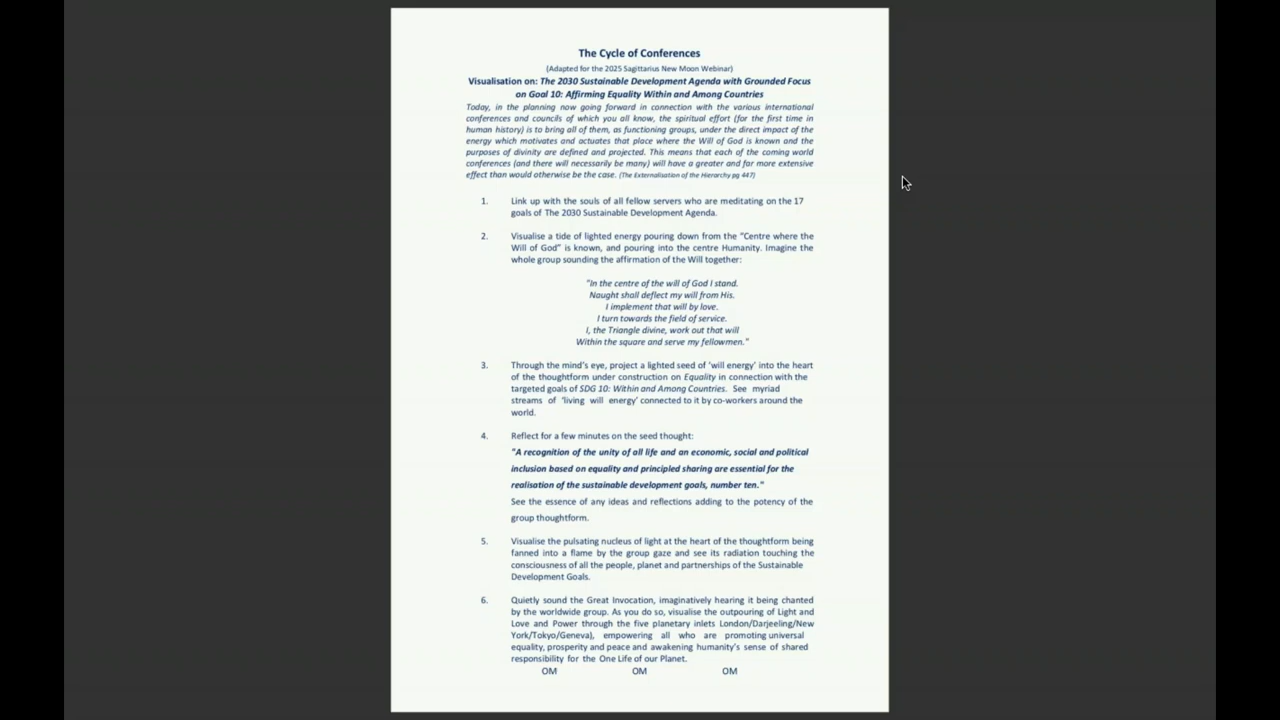 The Cycle of Conferences
(Adapted for the 2025 Sagittarius New Moon Webinar)
Visualisation on: The 2030 Sustainable Development Agenda with Grounded Focus
on Goal 10: Affirming Equality Within and Among Countries
Today, in the planning now going forward in connection with the various international
conferences and councils of which you all know, the spiritual effort (for the first time in
human history) is to bring all of them, as functioning groups, under the direct impact of the
energy which motivates and actuates that place where the Will of God is known and the
purposes of divinity are defined and projected. This means that each of the coming world
conferences (and there will necessarily be many) will have a greater and far more extensive
effect than would otherwise be the case. (The Externalisation of the Hierarchy pg 447)
1. Link up with the souls of all fellow servers who are meditating on the 17
goals of The 2030 Sustainable Development Agenda.
2. Visualise a tide of lighted energy pouring down from the "Centre where the
Will of God" is known, and pouring into the centre Humanity. Imagine the
whole group sounding the affirmation of the Will together:
"In the centre of the will of God I stand.
Naught shall deflect my will from His.
I implement that will by love.
I turn towards the field of service.
I, the Triangle divine, work out that will
Within the square and serve my fellowmen."
3. Through the mind's eye, project a lighted seed of 'will energy' into the heart
of the thoughtform under construction on Equality in connection with the
targeted goals of SDG 10: Within and Among Countries. See myriad
streams of 'living will energy' connected to it by co-workers around the
world.
4. Reflect for a few minutes on the seed thought:
"A recognition of the unity of all life and an economic, social and political
inclusion based on equality and principled sharing are essential for the
realisation of the sustainable development goals, number ten."
See the essence of any ideas and reflections adding to the potency of the
group thoughtform.
5. Visualise the pulsating nucleus of light at the heart of the thoughtform being
fanned into a flame by the group gaze and see its radiation touching the
consciousness of all the people, planet and partnerships of the Sustainable
Development Goals.
6. Quietly sound the Great Invocation, imaginatively hearing it being chanted
by the worldwide group. As you do so, visualise the outpouring of Light and
Love and Power through the five planetary inlets London/Darjeeling/New
York/Tokyo/Geneva), empowering all who are promoting universal
equality, prosperity and peace and awakening humanity's sense of shared
responsibility for the One Life of our Planet.
OM OM OM